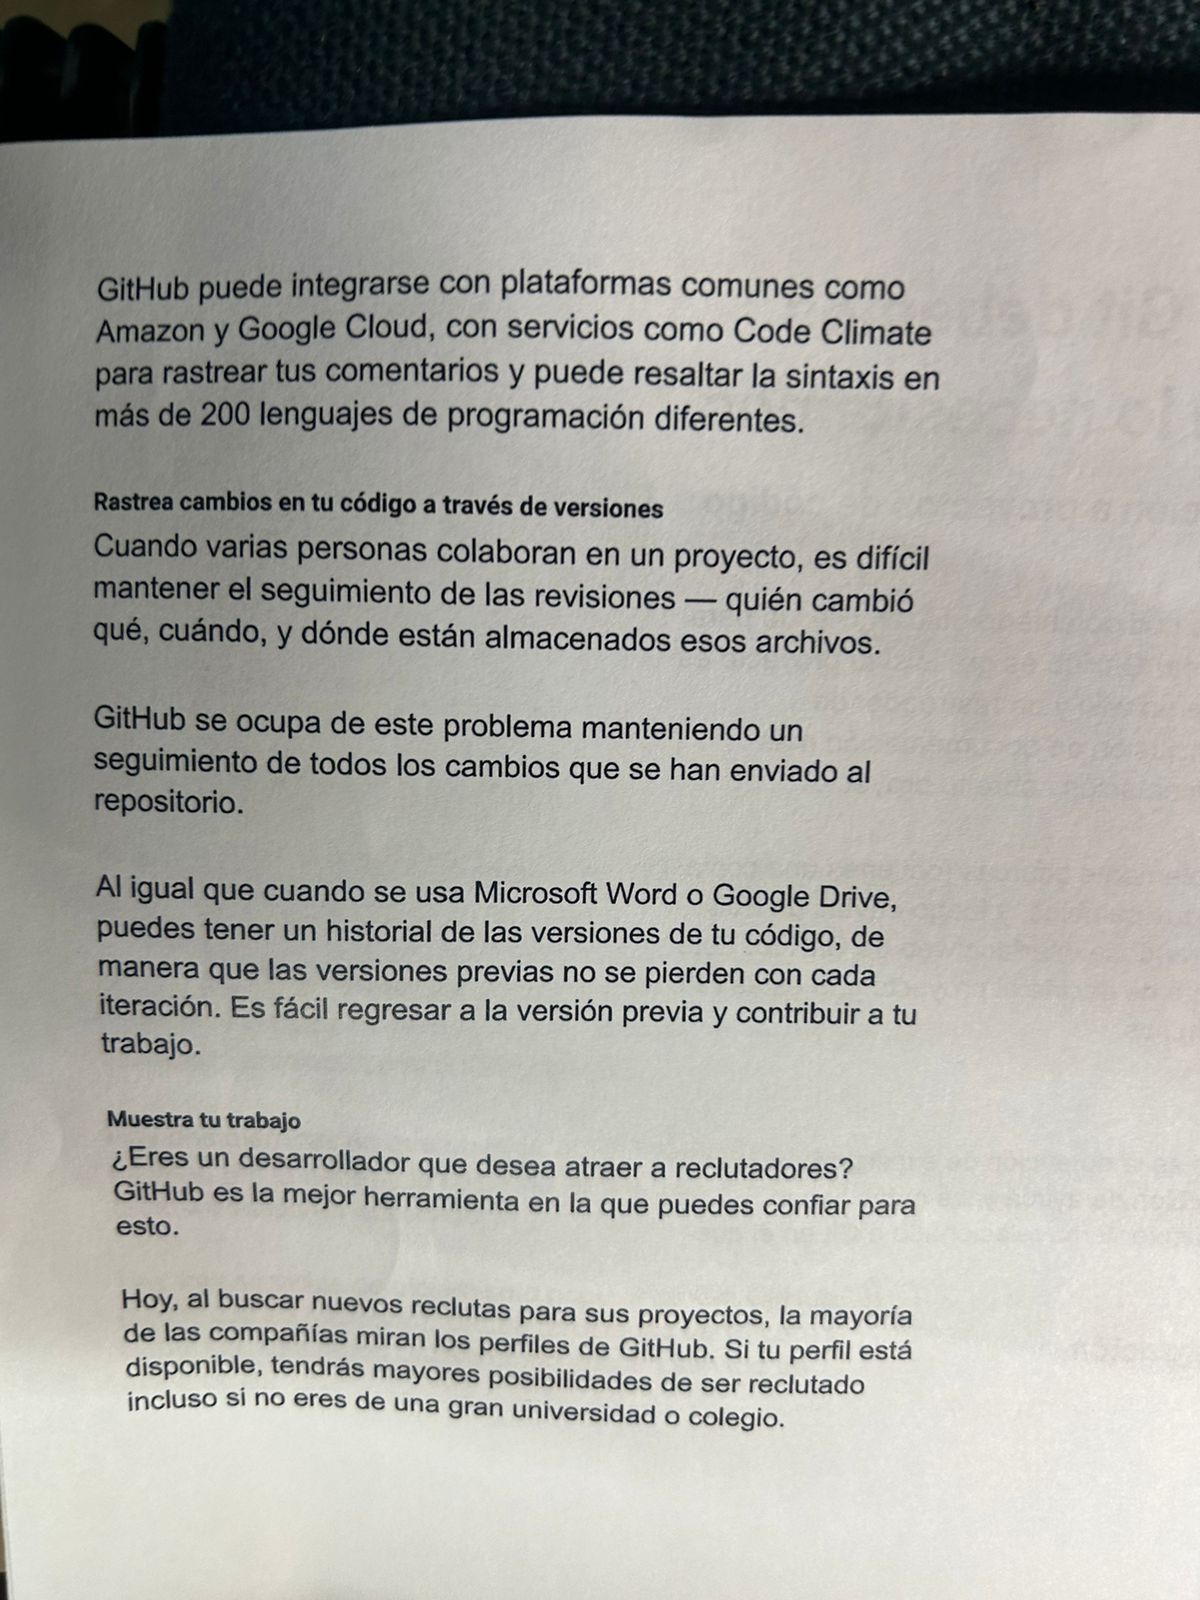 GitHub puede integrarse con plataformas comunes como
Amazon y Google Cloud, con servicios como Code Climate
para rastrear tus comentarios y puede resaltar la sintaxis en
más de 200 lenguajes de programación diferentes.
Rastrea cambios en tu código a través de versiones
Cuando varias personas colaboran en un proyecto, es difícil
mantener el seguimiento de las revisiones — quién cambió
qué, cuándo, y dónde están almacenados esos archivos.
GitHub se ocupa de este problema manteniendo un
seguimiento de todos los cambios que se han enviado al
repositorio.
Al igual que cuando se usa Microsoft Word o Google Drive,
puedes tener un historial de las versiones de tu código, de
manera que las versiones previas no se pierden con cada
iteración. Es fácil regresar a la versión previa y contribuir a tu
trabajo.
Muestra tu trabajo
¿Eres un desarrollador que desea atraer a reclutadores?
GitHub es la mejor herramienta en la que puedes confiar para
esto.
Hoy, al buscar nuevos reclutas para sus proyectos, la mayoría
de las compañías miran los perfiles de GitHub. Si tu perfil está
disponible, tendrás mayores posibilidades de ser reclutado
incluso si no eres de una gran universidad o colegio.